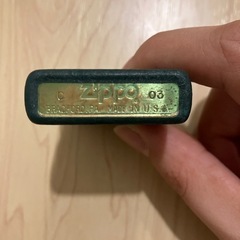 G Zippo 03
BRADFORD, PA. MADE IN U.S.A.